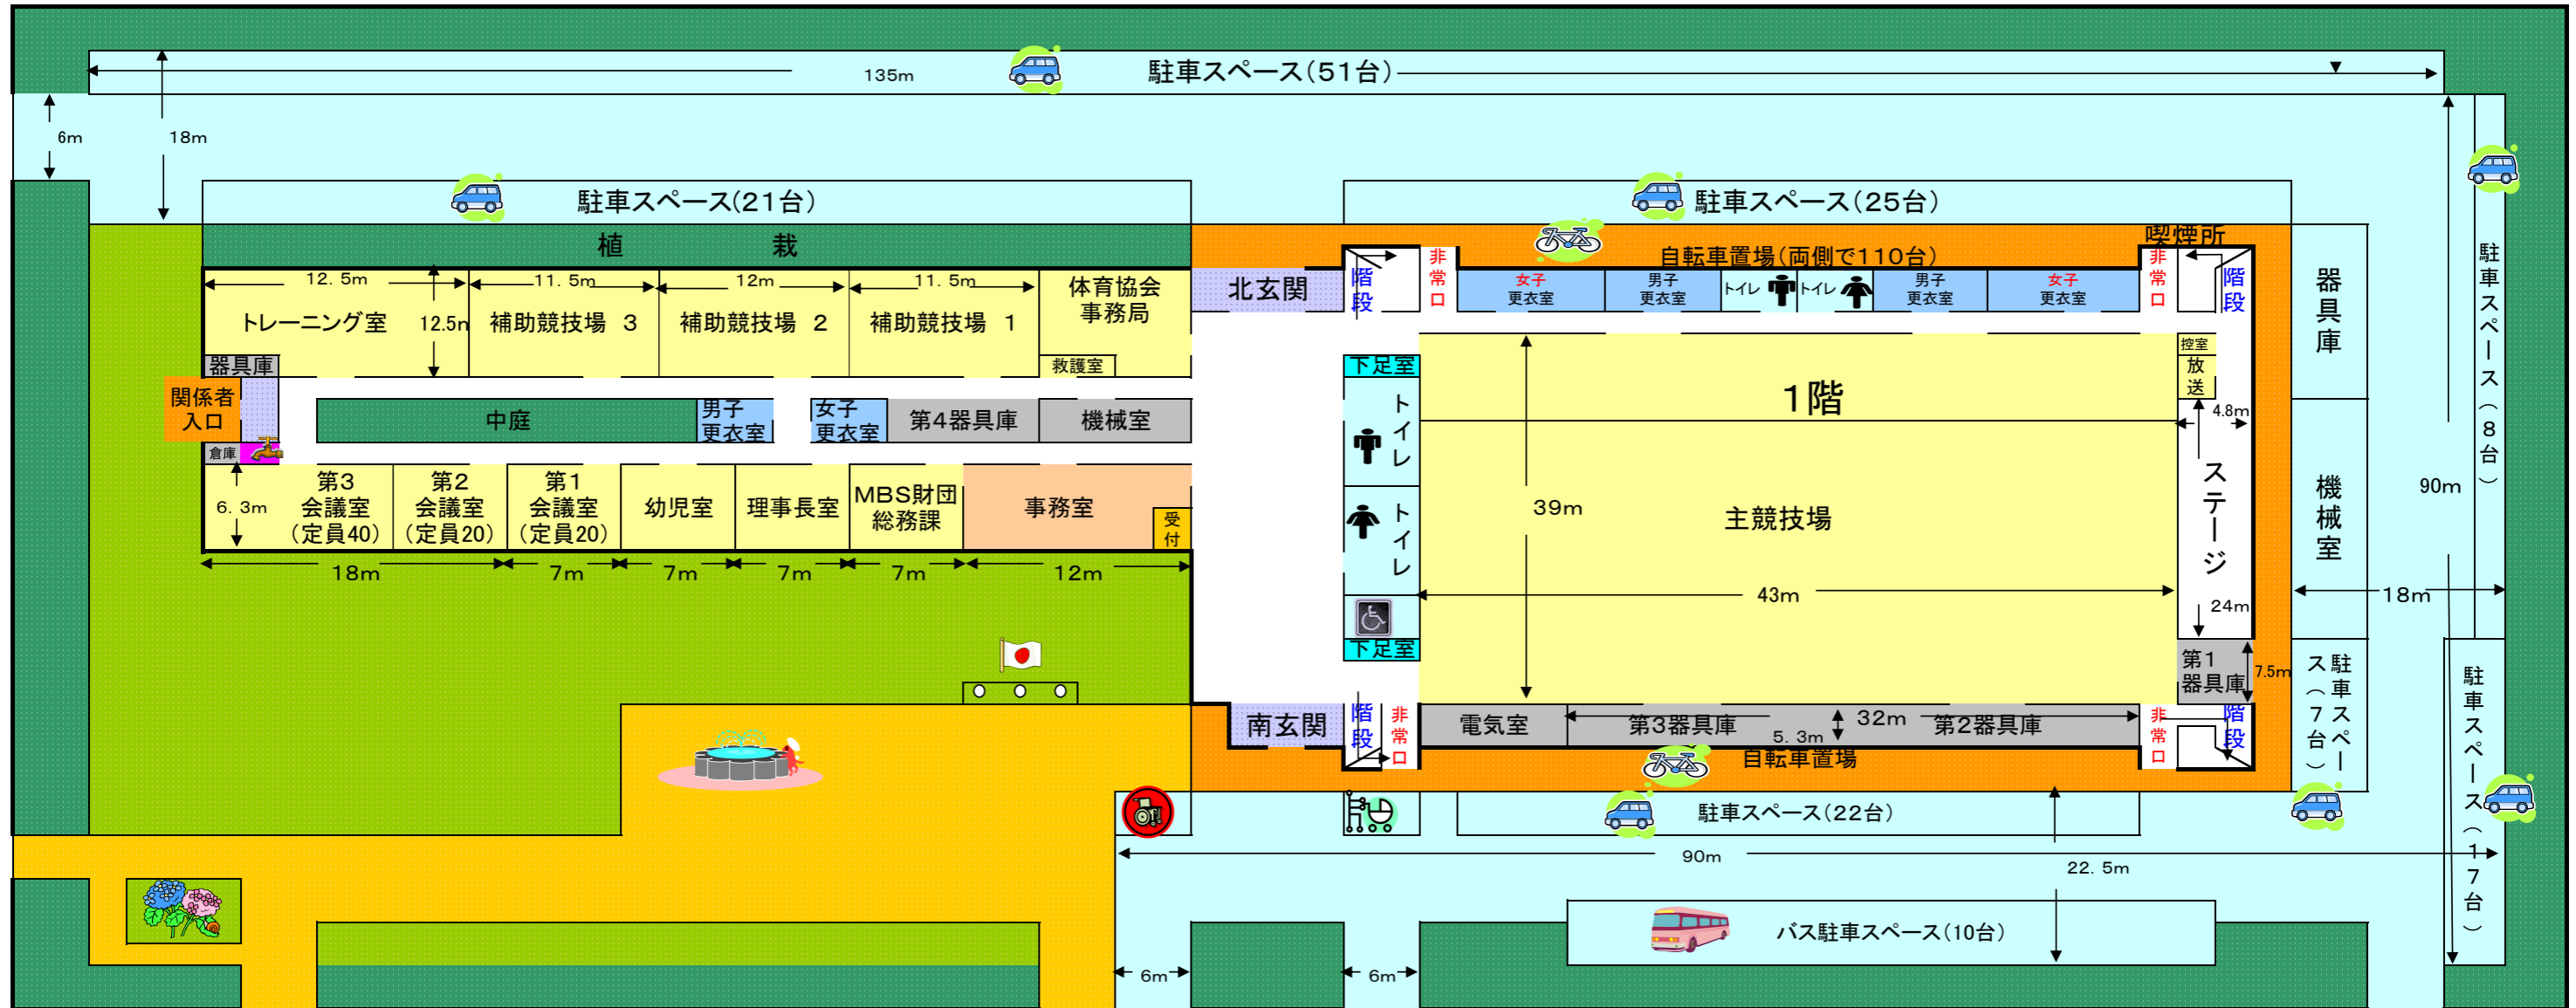 135m
駐車スペース(51台)
6m
18m
駐車スペース(21台)
駐車スペース(25台)
駐車スペース(8台)
植 栽
自転車置場(両側で110台)
喫煙所
12.5m
11.5m
12m
11.5m
体育協会
事務局
北玄関
階段
非常口
女子
更衣室
男子
更衣室
トイレ
トイレ
男子
更衣室
女子
更衣室
非常口
階段
器具庫
トレーニング室
12.5
補助競技場 3
補助競技場 2
補助競技場 1
器具庫
救護室
下足室
控室
放送
1階
関係者
入口
中庭
男子
更衣室
女子
更衣室
第4器具庫
機械室
トイレ
4.8m
倉庫
6.3m
第3
会議室
(定員40)
第2
会議室
(定員20)
第1
会議室
(定員20)
幼児室
理事長室
MBS財団
総務課
事務室
受付
トイレ
39m
主競技場
ステージ
機械室
90m
18m
7m
7m
7m
7m
12m
43m
24m
18m
下足室
第1
器具庫
7.5m
駐車スペース(7台)
駐車スペース(17台)
南玄関
階段
非常口
電気室
第3器具庫
32m
5.3m
第2器具庫
非常口
階段
自転車置場
駐車スペース(22台)
90m
22.5m
バス駐車スペース(10台)
6m
6m